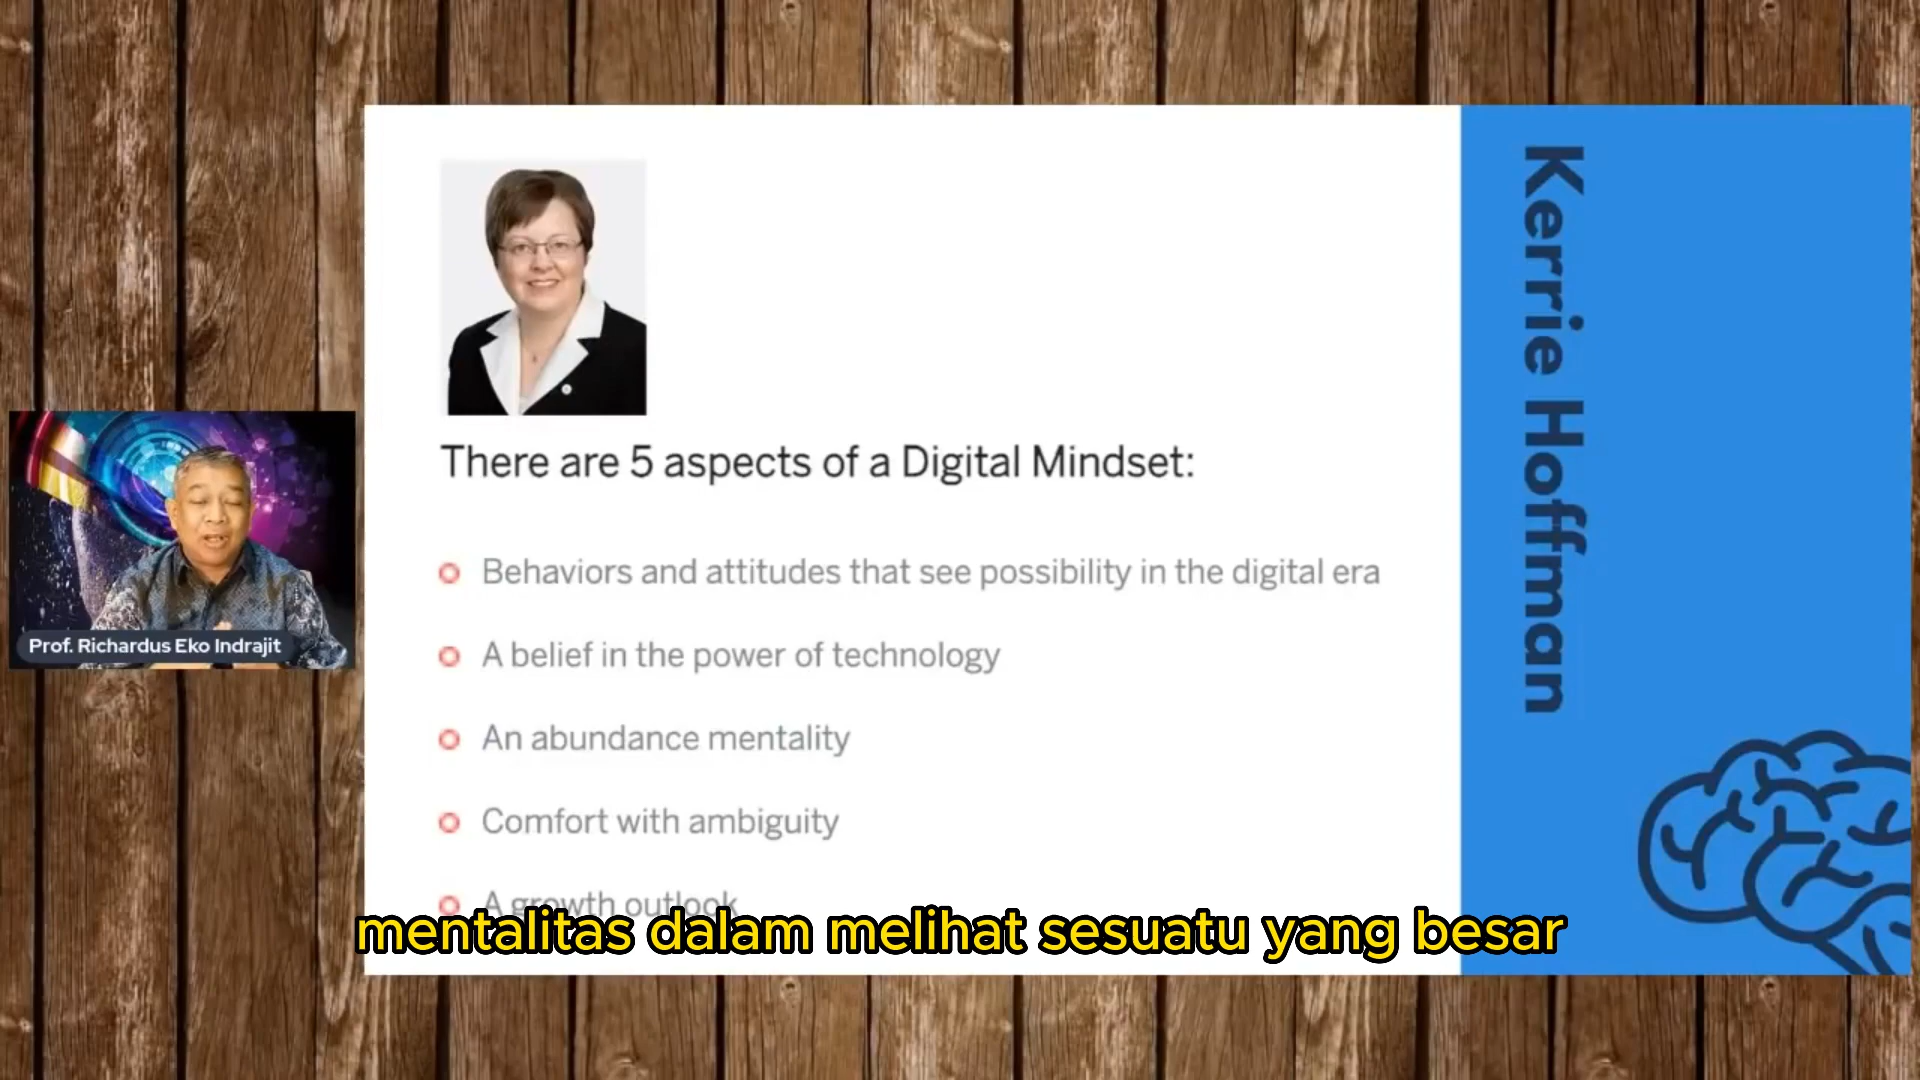 Kerrie Hoffman
There are 5 aspects of a Digital Mindset:
Behaviors and attitudes that see possibility in the digital era
A belief in the power of technology
An abundance mentality
Comfort with ambiguity
A growth outlook
mentalitas dalam melihat sesuatu yang besar
Prof. Richardus Eko Indrajit